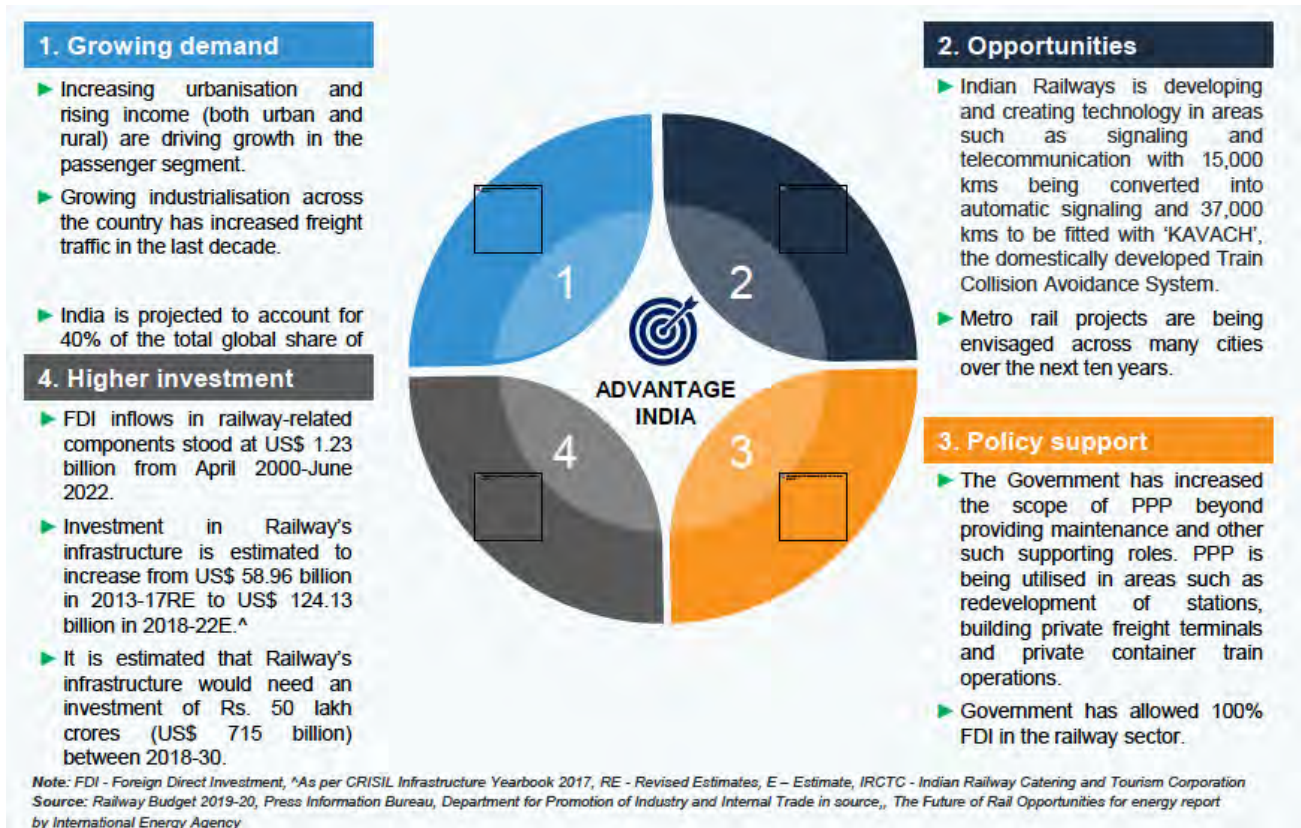 1. Growing demand
► Increasing urbanisation and
rising income (both urban and
rural) are driving growth in the
passenger segment.
► Growing industrialisation across
the country has increased freight
traffic in the last decade.
► India is projected to account for
40% of the total global share of
2. Opportunities
► Indian Railways is developing
and creating technology in areas
such as signaling and
telecommunication with 15,000
kms being converted into
automatic signaling and 37,000
kms to be fitted with ‘KAVACH’,
the domestically developed Train
Collision Avoidance System.
► Metro rail projects are being
envisaged across many cities
over the next ten years.
1
2
ADVANTAGE
INDIA
4
3
4. Higher investment
► FDI inflows in railway-related
components stood at US$ 1.23
billion from April 2000-June
2022.
► Investment in Railway’s
infrastructure is estimated to
increase from US$ 58.96 billion
in 2013-17RE to US$ 124.13
billion in 2018-22E.^
► It is estimated that Railway’s
infrastructure would need an
investment of Rs. 50 lakh
crores (US$ 715 billion)
between 2018-30.
3. Policy support
► The Government has increased
the scope of PPP beyond
providing maintenance and other
such supporting roles. PPP is
being utilised in areas such as
redevelopment of stations,
building private freight terminals
and private container train
operations.
► Government has allowed 100%
FDI in the railway sector.
Note: FDI - Foreign Direct Investment, ^As per CRISIL Infrastructure Yearbook 2017, RE - Revised Estimates, E – Estimate, IRCTC - Indian Railway Catering and Tourism Corporation
Source: Railway Budget 2019-20, Press Information Bureau, Department for Promotion of Industry and Internal Trade in source,, The Future of Rail Opportunities for energy report
by International Energy Agency